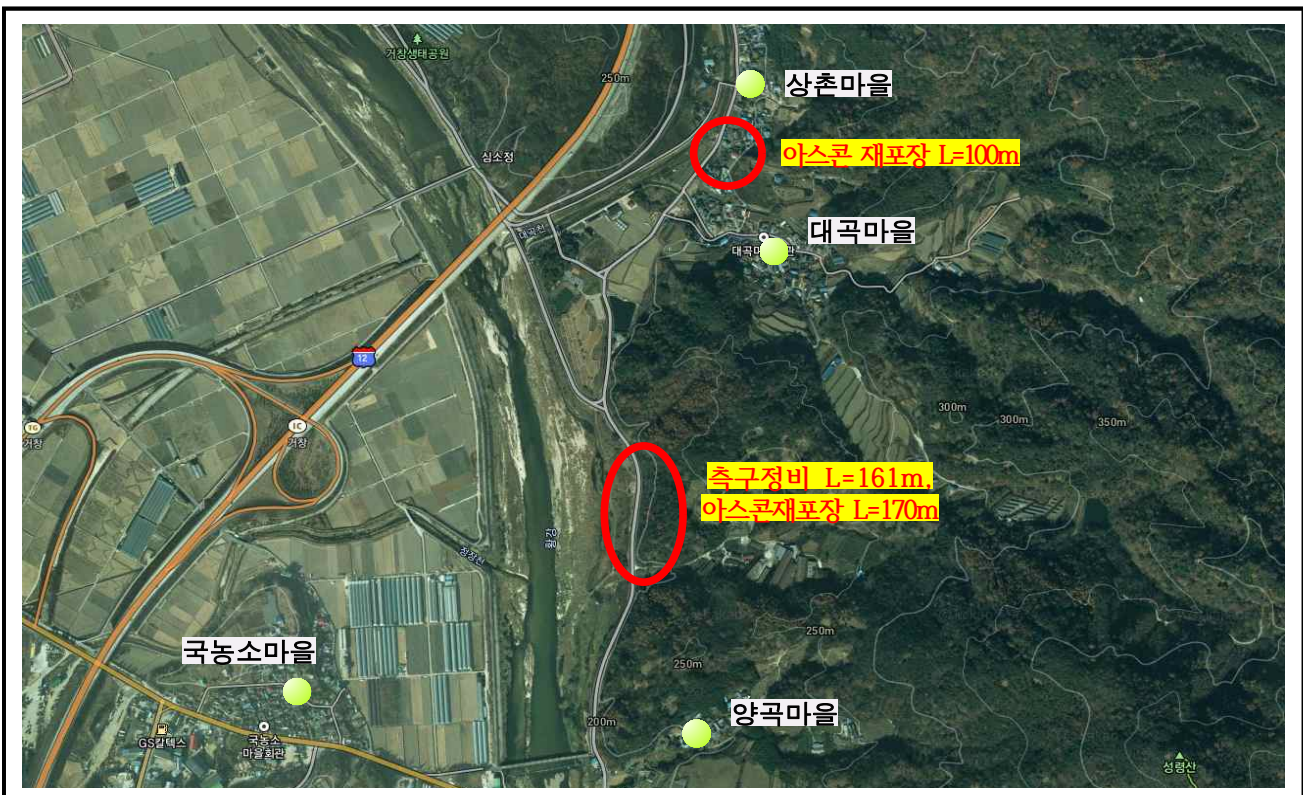 거창생태공원
250m
상촌마을
아스콘 재포장 L=100m
심소정
대곡천
대곡마을
12
TG
거창
IC
거창
300m
300m
350m
측구정비 L=161m,
아스콘재포장 L=170m
황강
250m
국농소마을
250m
양곡마을
200m
GS칼텍스
국농소
마을회관
성령산